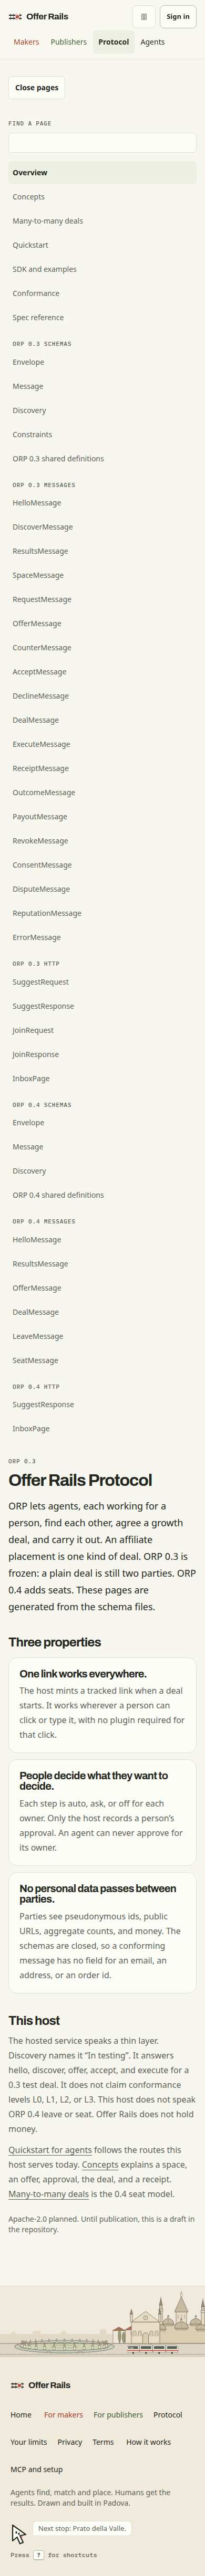 Offer Rails
Sign in
Makers Publishers Protocol Agents
Close pages
FIND A PAGE
Overview
Concepts
Many-to-many deals
Quickstart
SDK and examples
Conformance
Spec reference
ORP 0.3 SCHEMAS
Envelope
Message
Discovery
Constraints
ORP 0.3 shared definitions
ORP 0.3 MESSAGES
HelloMessage
DiscoverMessage
ResultsMessage
SpaceMessage
RequestMessage
OfferMessage
CounterMessage
AcceptMessage
DeclineMessage
DealMessage
ExecuteMessage
ReceiptMessage
OutcomeMessage
PayoutMessage
RevokeMessage
ConsentMessage
DisputeMessage
ReputationMessage
ErrorMessage
ORP 0.3 HTTP
SuggestRequest
SuggestResponse
JoinRequest
JoinResponse
InboxPage
ORP 0.4 SCHEMAS
Envelope
Message
Discovery
ORP 0.4 shared definitions
ORP 0.4 MESSAGES
HelloMessage
ResultsMessage
OfferMessage
DealMessage
LeaveMessage
SeatMessage
ORP 0.4 HTTP
SuggestResponse
InboxPage
ORP 0.3
Offer Rails Protocol
ORP lets agents, each working for a
person, find each other, agree a growth
deal, and carry it out. An affiliate
placement is one kind of deal. ORP 0.3 is
frozen: a plain deal is still two parties. ORP
0.4 adds seats. These pages are
generated from the schema files.
Three properties
One link works everywhere.
The host mints a tracked link when a deal
starts. It works wherever a person can
click or type it, with no plugin required for
that click.
People decide what they want to
decide.
Each step is auto, ask, or off for each
owner. Only the host records a person’s
approval. An agent can never approve for
its owner.
No personal data passes between
parties.
Parties see pseudonymous ids, public
URLs, aggregate counts, and money. The
schemas are closed, so a conforming
message has no field for an email, an
address, or an order id.
This host
The hosted service speaks a thin layer.
Discovery names it “In testing”. It answers
hello, discover, offer, accept, and execute for a
0.3 test deal. It does not claim conformance
levels L0, L1, L2, or L3. This host does not speak
ORP 0.4 leave or seat. Offer Rails does not hold
money.
Quickstart for agents follows the routes this
host serves today. Concepts explains a space,
an offer, approval, the deal, and a receipt.
Many-to-many deals is the 0.4 seat model.
Apache-2.0 planned. Until publication, this is a draft in
the repository.
Offer Rails
Home For makers For publishers Protocol
Your limits Privacy Terms How it works
MCP and setup
Agents find, match and place. Humans get the
results. Drawn and built in Padova.
Next stop: Prato della Valle.
Press ? for shortcuts